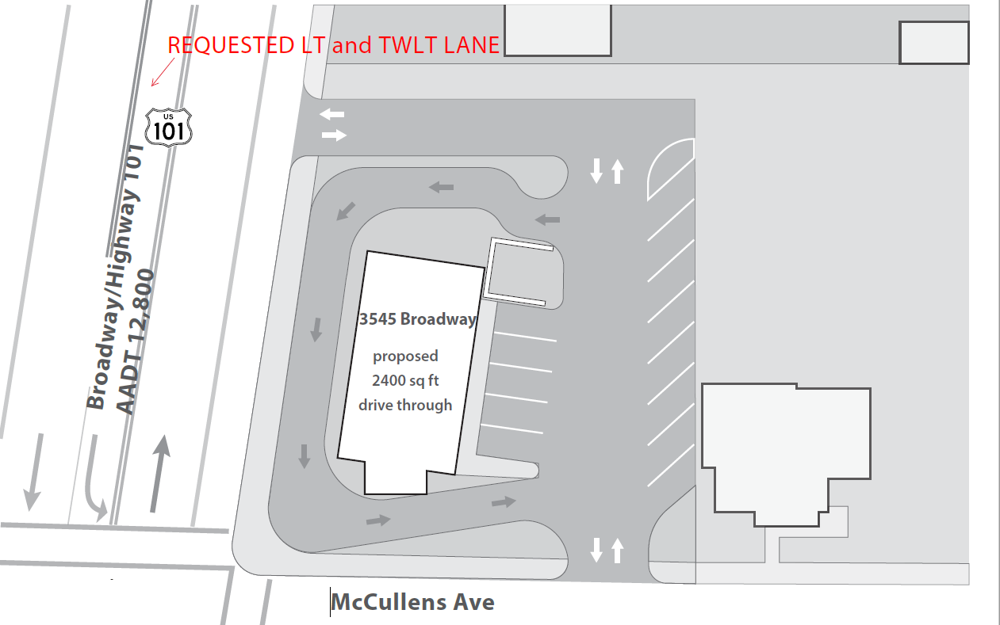 REQUESTED LT and TWLT LANE
US
101
Broadway/Highway 101
AADT 12,800
3545 Broadway
proposed
2400 sq ft
drive through
McCullens Ave